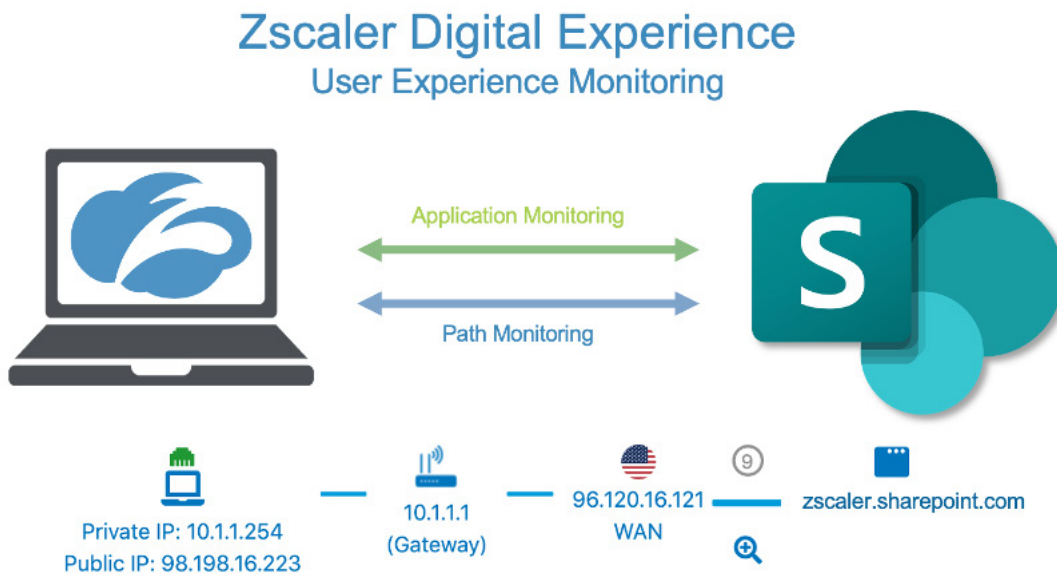 Zscaler Digital Experience
User Experience Monitoring
Application Monitoring
Path Monitoring
S
9
Private IP: 10.1.1.254
Public IP: 98.198.16.223
10.1.1.1
(Gateway)
96.120.16.121
WAN
zscaler.sharepoint.com